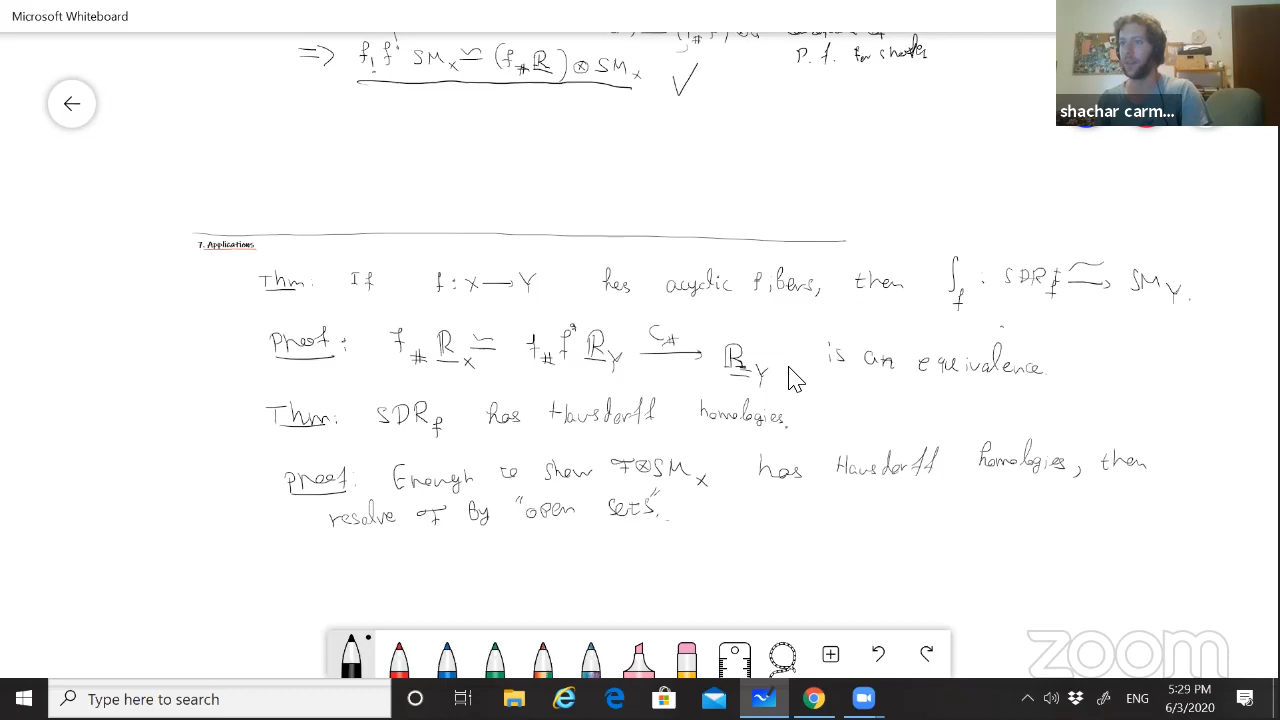 Microsoft Whiteboard
=> f_! f^! SM_X ≃ (f_# R) ⊗ SM_X ✓
P. f. for sheafs
shachar carm...
7. Applications
Thm: If f: X → Y has acyclic fibers, then ∫_f : SDR_f ⥲ SM_Y.
Proof: f_# R_X ≃ f_# f^* R_Y → C_# R_Y is an equivalence.
Thm: SDR_f has Hausdorff homologies.
Proof: Enough to show F⊗SM_X has Hausdorff homologies, then
resolve F by "open sets".
zoom
Type here to search
ENG
5:29 PM
6/3/2020